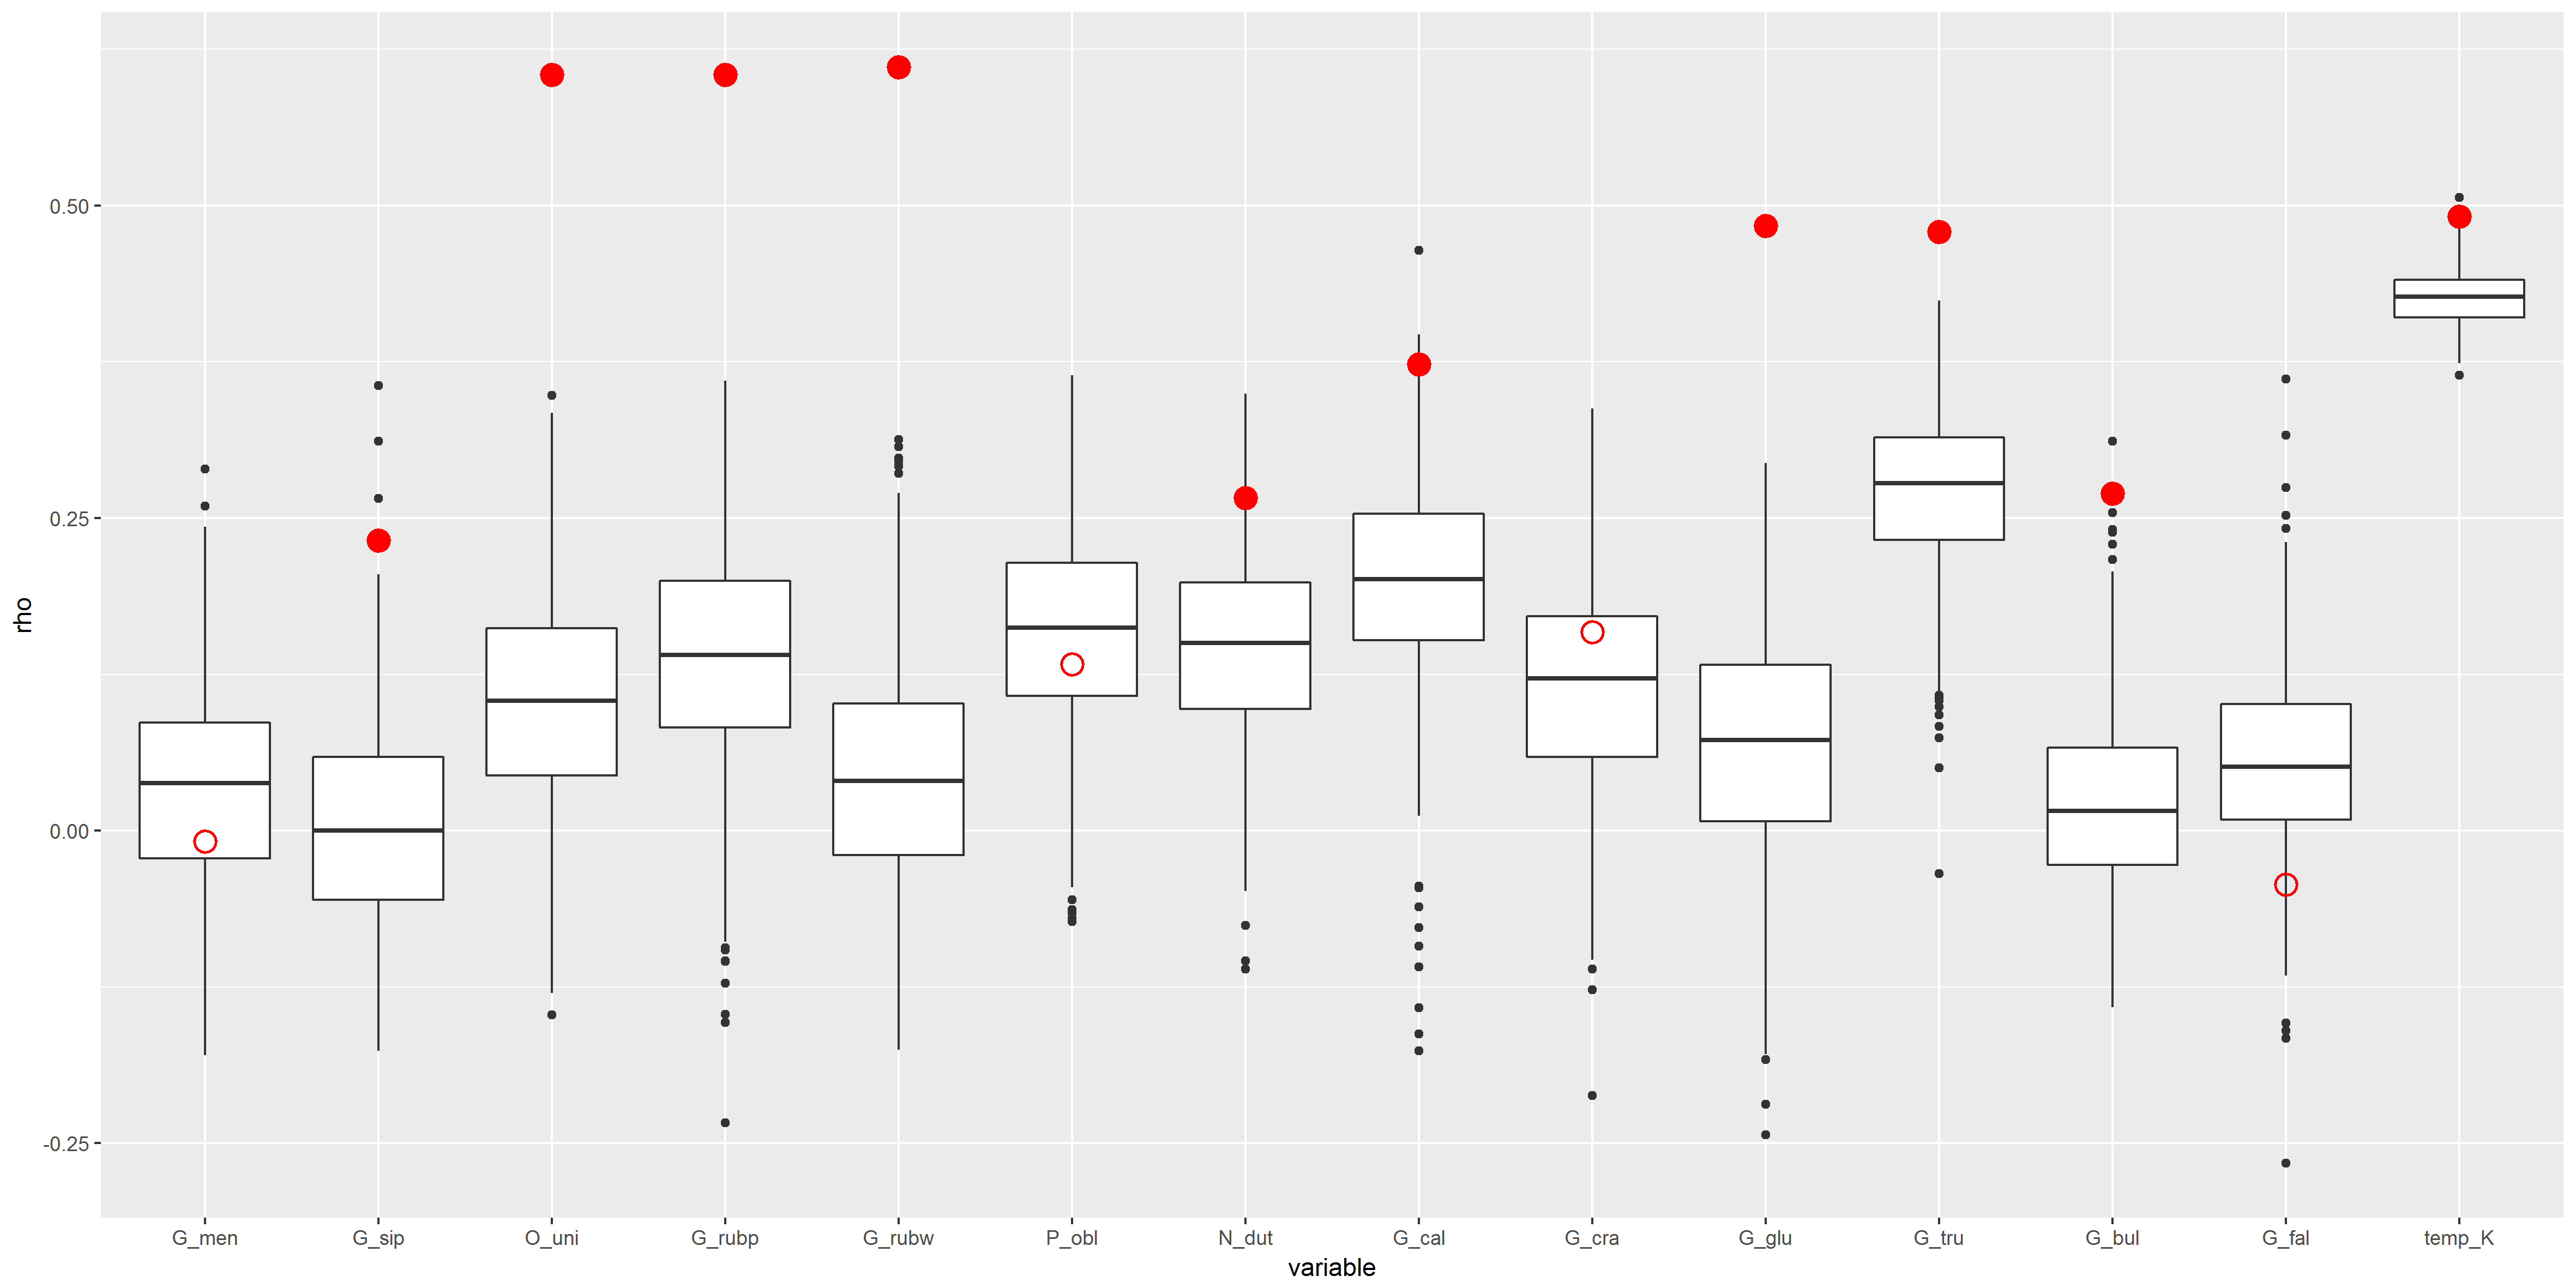 0.50
0.25
0.00
-0.25
rho
G_men G_sip O_uni G_rubp G_rubw P_obl N_dut G_cal G_cra G_glu G_tru G_bul G_fal temp_K
variable